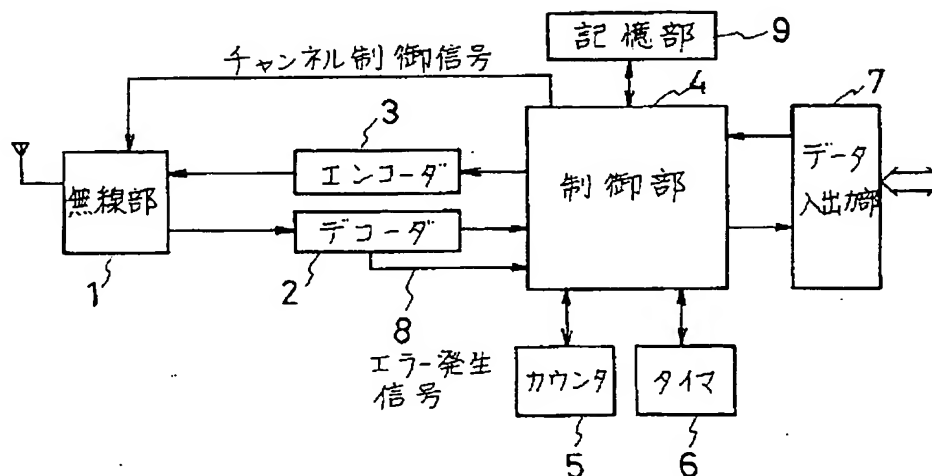 記憶部
9
チャンネル制御信号
4
7
3
エンコーダ
無線部
制御部
データ
入出力部
デコーダ
1
2
8
エラー発生
信号
カウンタ
タイマ
5
6